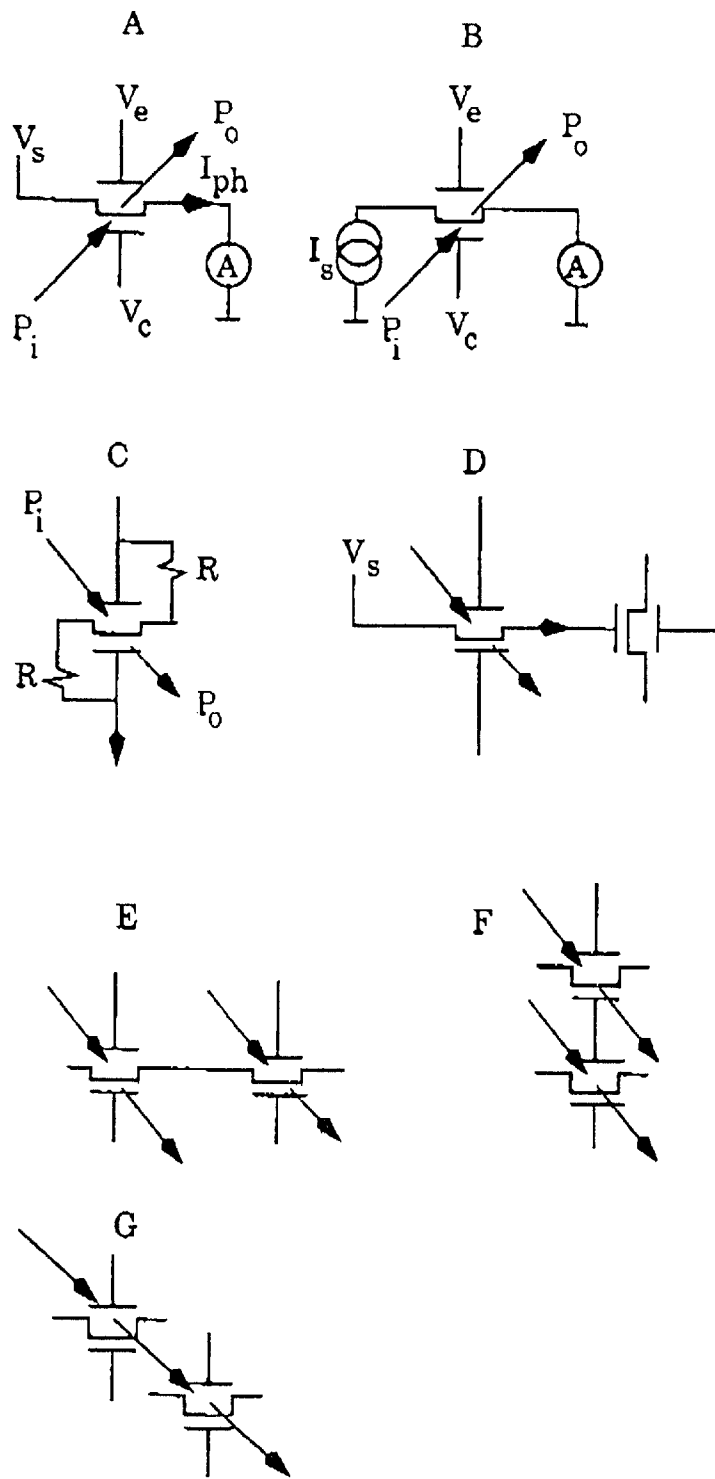 A
B
V_e
P_o
V_s
I_ph
A
P_i
V_c
V_e
P_o
I_s
A
P_i
V_c
C
D
P_i
R
R
P_o
V_s
E
F
G